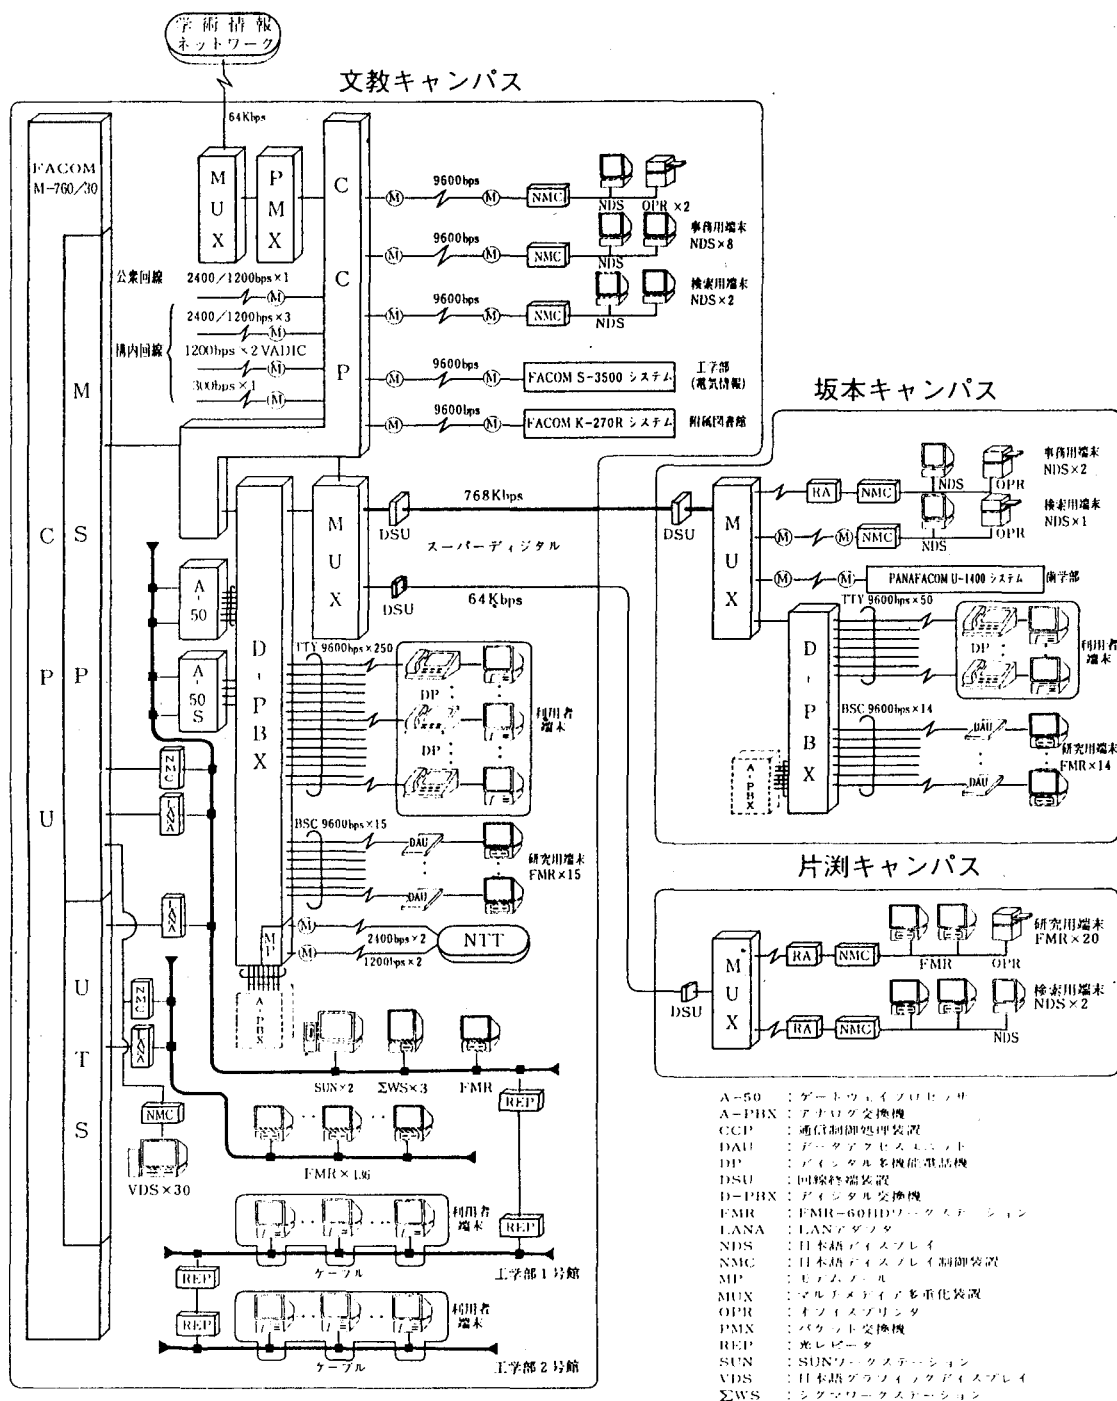 学術情報
ネットワーク
64Kbps
文教キャンパス
FACOM
M-760/30
CPU
MSP
UTS
MUX
PMX
CCP
公衆回線
2400/1200bps×1
M
構内回線
2400/1200bps×3
M
1200bps×2 VADIC
M
300bps×1
M
M
9600bps
M
NMC
NDS
OPR×2
M
9600bps
M
NMC
NDS
事務用端末
NDS×8
M
9600bps
M
NMC
NDS
検索用端末
NDS×2
M
9600bps
M
FACOM S-3500 システム
工学部
(電気情報)
M
9600bps
M
FACOM K-270R システム
附属図書館
A-50
A-50S
D-PBX
MUX
DSU
768Kbps
スーパーディジタル
DSU
64Kbps
DSU
TTY 9600bps×250
DP
DP
DP
利用者
端末
BSC 9600bps×15
DAU
DAU
研究用端末
FMR×15
MP
M
2400bps×2
M
1200bps×2
NTT
A-PBX
NMC
LANA
LANA
NMC
LANA
NMC
VDS×30
SUN×2
ΣWS×3
FMR
REP
FMR×136
REP
利用者
端末
ケーブル
工学部1号館
REP
REP
利用者
端末
ケーブル
工学部2号館
坂本キャンパス
MUX
RA
NMC
NDS
OPR
事務用端末
NDS×2
M
M
NMC
NDS
OPR
検索用端末
NDS×1
M
M
PANAFACOM U-1400 システム
歯学部
TTY 9600bps×50
D-PBX
DP
DP
利用者
端末
BSC 9600bps×14
A-PBX
DAU
DAU
研究用端末
FMR×14
片渕キャンパス
DSU
MUX
RA
NMC
FMR
OPR
研究用端末
FMR×20
RA
NMC
NDS
検索用端末
NDS×2
A-50 : ゲートウェイプロセッサ
A-PBX : アナログ交換機
CCP : 通信制御処理装置
DAU : データアクセスユニット
DP : ディジタル多機能電話機
DSU : 回線終端装置
D-PBX : ディジタル交換機
FMR : FMR-60HDワークステーション
LANA : LANアダプタ
NDS : 日本語ディスプレイ
NMC : 日本語ディスプレイ制御装置
MP : モデムプール
MUX : マルチメディア多重化装置
OPR : オフィスプリンタ
PMX : パケット交換機
REP : 光レピータ
SUN : SUNワークステーション
VDS : 日本語グラフィックディスプレイ
ΣWS : シグマワークステーション